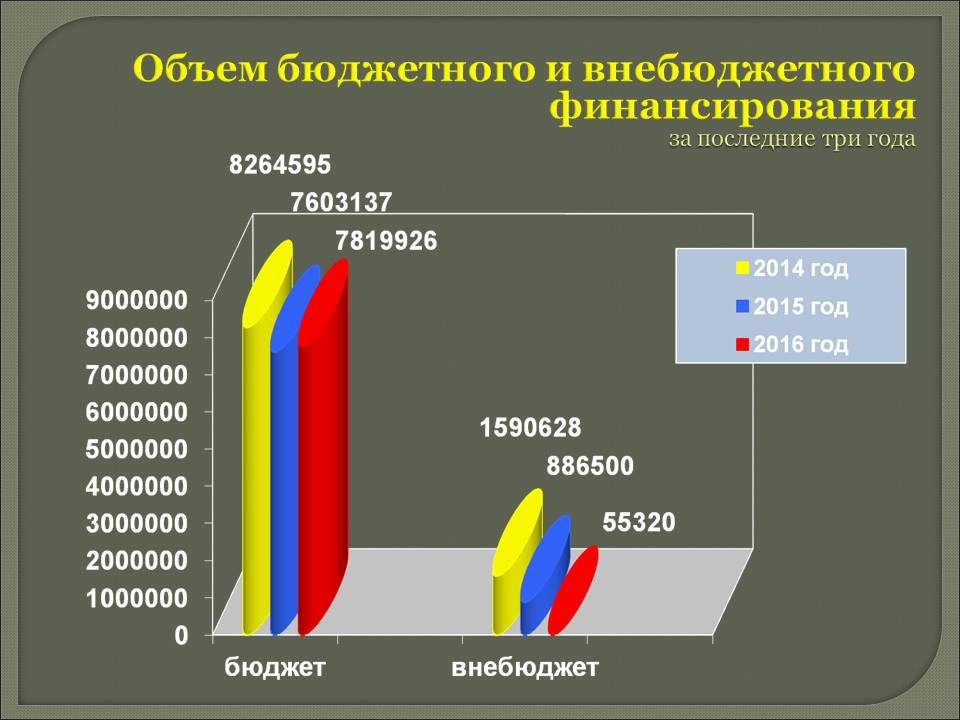 Объем бюджетного и внебюджетного
финансирования
за последние три года
8264595
7603137
7819926
2014 год
2015 год
2016 год
9000000
8000000
7000000
6000000
5000000
4000000
3000000
2000000
1000000
0
1590628
886500
55320
бюджет
внебюджет